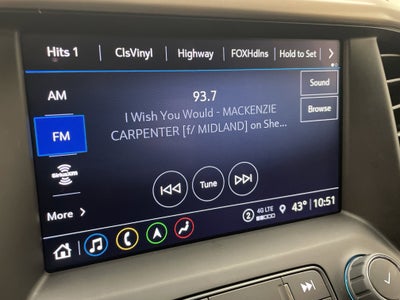 Hits 1 ClsVinyl Highway FOXHdlns Hold to Set
AM
93.7
Sound
I Wish You Would - MACKENZIE
CARPENTER [f/ MIDLAND] on She...
Browse
FM
SiriusXM
Tune
More
2 4G LTE 43° 10:51